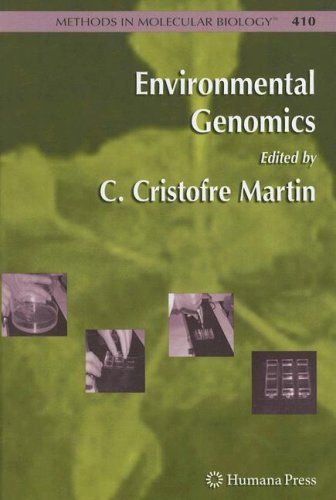 METHODS IN MOLECULAR BIOLOGY™ 410
Environmental
Genomics
Edited by
C. Cristofre Martin
Humana Press